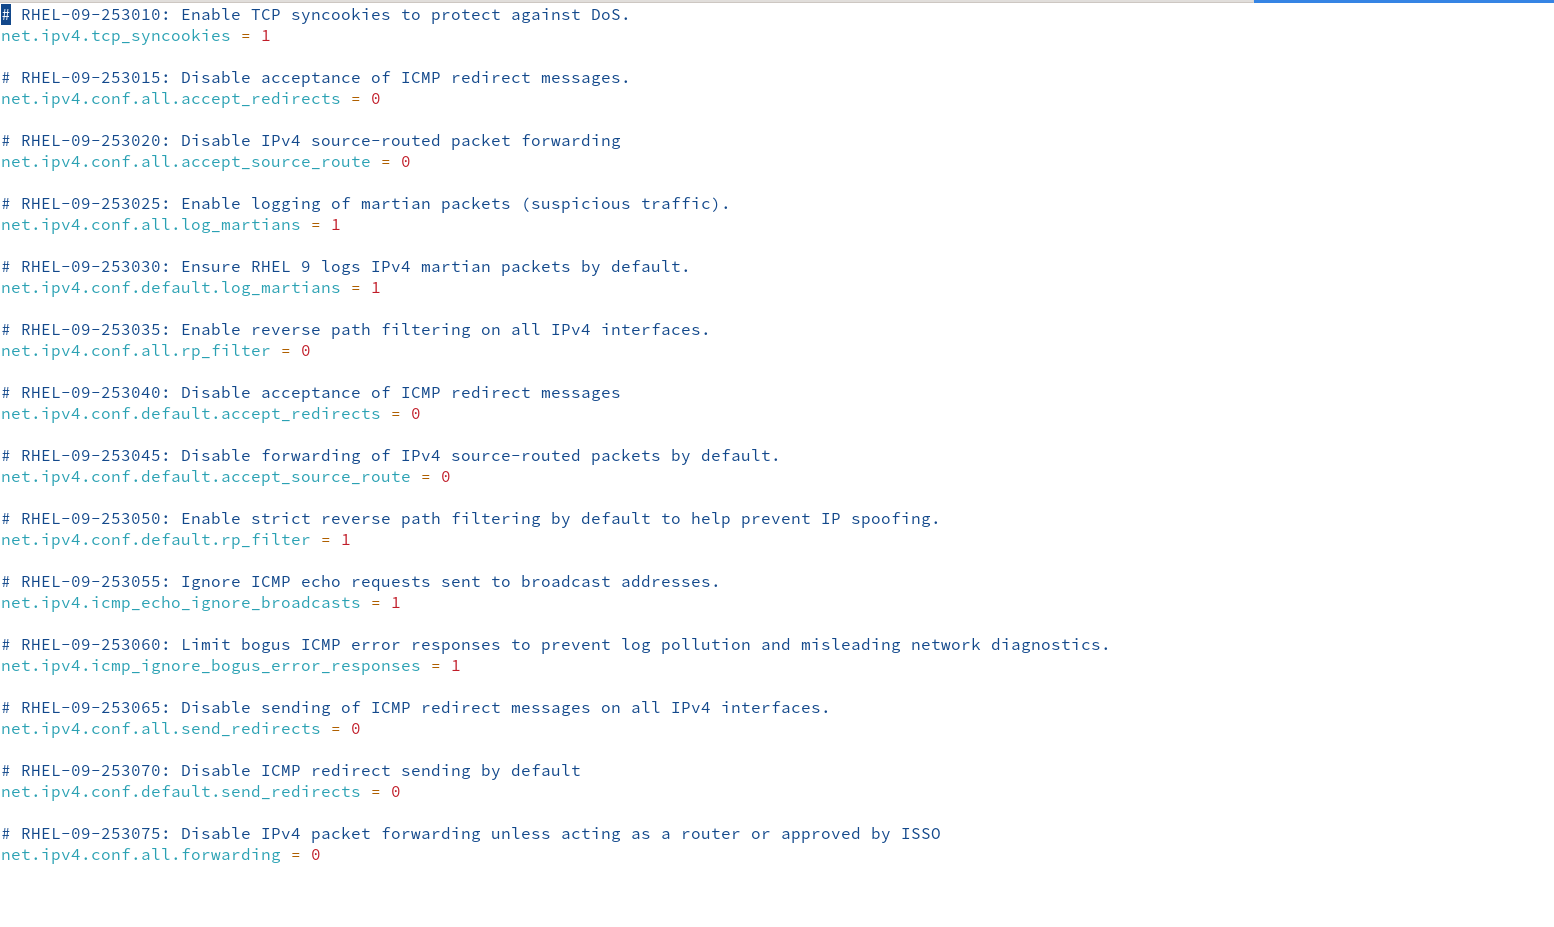 # RHEL-09-253010: Enable TCP syncookies to protect against DoS.
net.ipv4.tcp_syncookies = 1
# RHEL-09-253015: Disable acceptance of ICMP redirect messages.
net.ipv4.conf.all.accept_redirects = 0
# RHEL-09-253020: Disable IPv4 source-routed packet forwarding
net.ipv4.conf.all.accept_source_route = 0
# RHEL-09-253025: Enable logging of martian packets (suspicious traffic).
net.ipv4.conf.all.log_martians = 1
# RHEL-09-253030: Ensure RHEL 9 logs IPv4 martian packets by default.
net.ipv4.conf.default.log_martians = 1
# RHEL-09-253035: Enable reverse path filtering on all IPv4 interfaces.
net.ipv4.conf.all.rp_filter = 0
# RHEL-09-253040: Disable acceptance of ICMP redirect messages
net.ipv4.conf.default.accept_redirects = 0
# RHEL-09-253045: Disable forwarding of IPv4 source-routed packets by default.
net.ipv4.conf.default.accept_source_route = 0
# RHEL-09-253050: Enable strict reverse path filtering by default to help prevent IP spoofing.
net.ipv4.conf.default.rp_filter = 1
# RHEL-09-253055: Ignore ICMP echo requests sent to broadcast addresses.
net.ipv4.icmp_echo_ignore_broadcasts = 1
# RHEL-09-253060: Limit bogus ICMP error responses to prevent log pollution and misleading network diagnostics.
net.ipv4.icmp_ignore_bogus_error_responses = 1
# RHEL-09-253065: Disable sending of ICMP redirect messages on all IPv4 interfaces.
net.ipv4.conf.all.send_redirects = 0
# RHEL-09-253070: Disable ICMP redirect sending by default
net.ipv4.conf.default.send_redirects = 0
# RHEL-09-253075: Disable IPv4 packet forwarding unless acting as a router or approved by ISSO
net.ipv4.conf.all.forwarding = 0